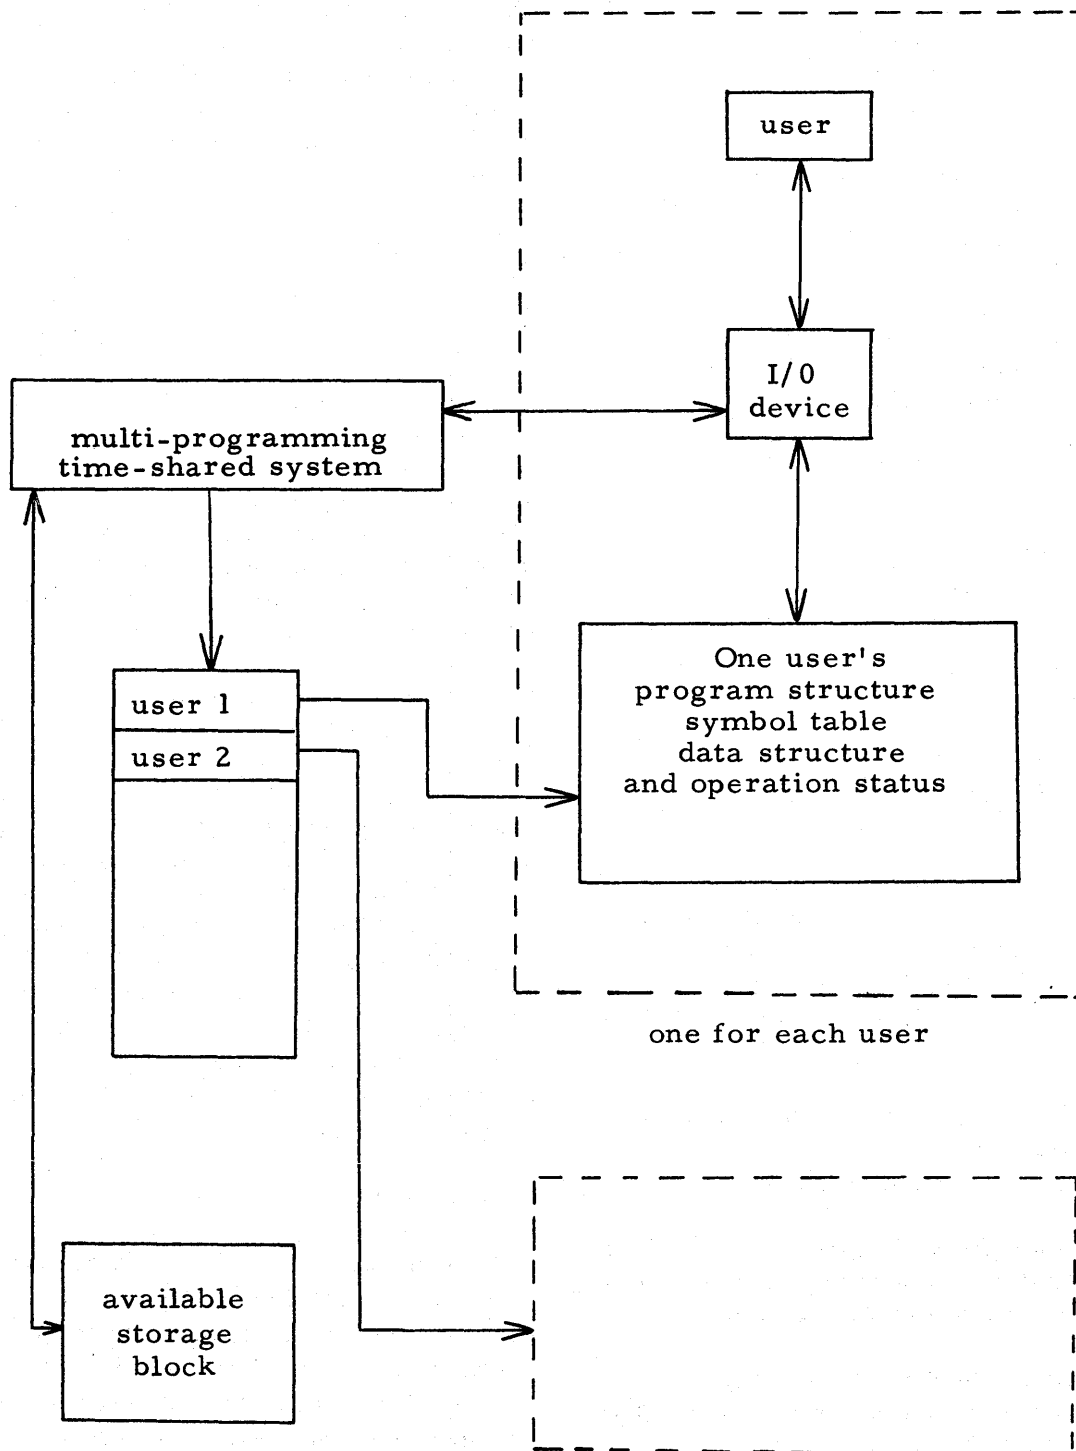 user
I/0
device
multi-programming
time-shared system
One user's
program structure
symbol table
data structure
and operation status
user 1
user 2
one for each user
available
storage
block